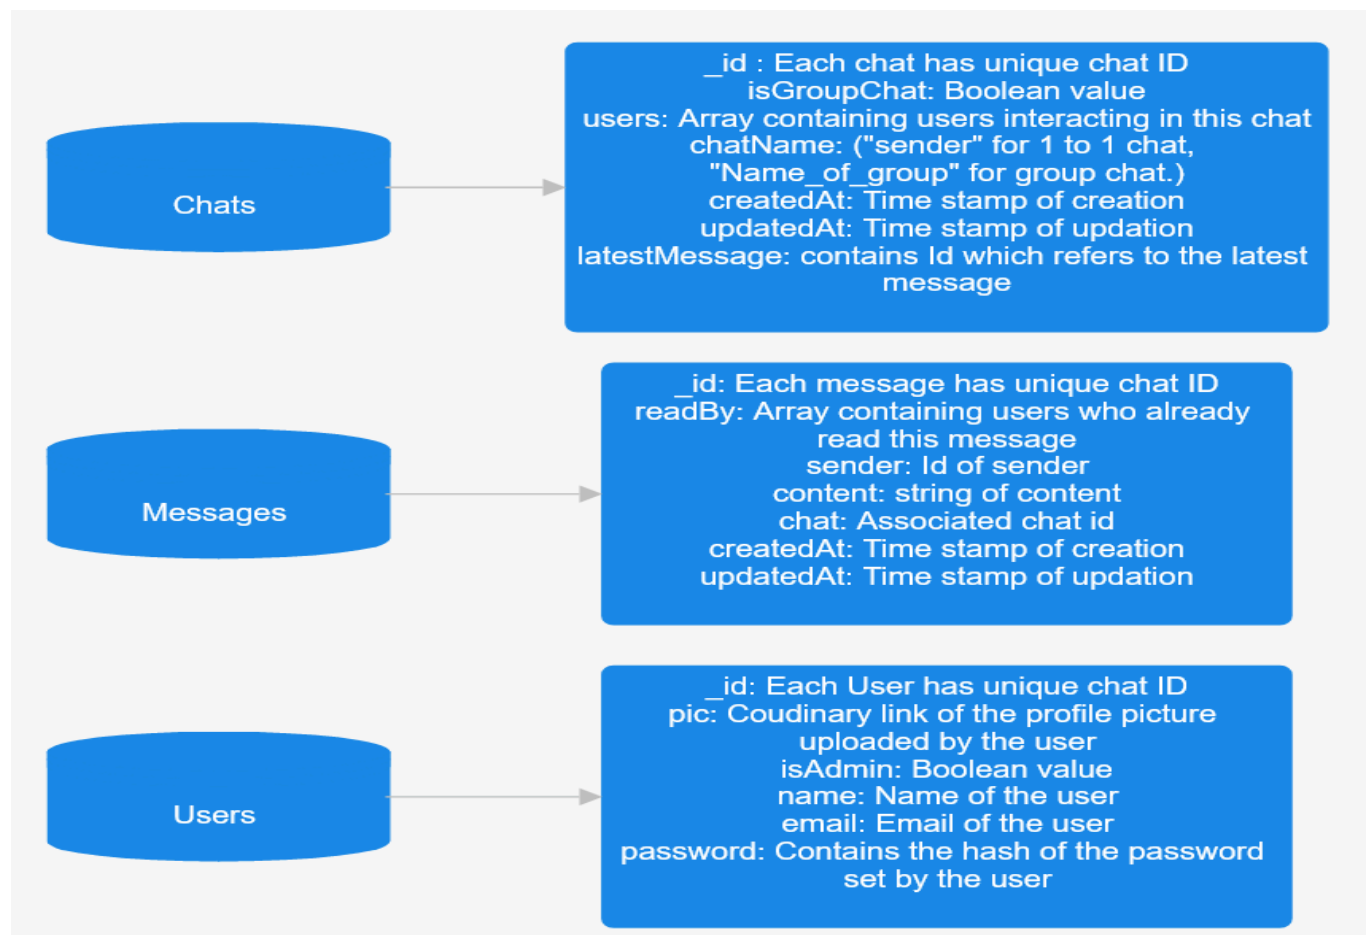 Chats
_id : Each chat has unique chat ID
isGroupChat: Boolean value
users: Array containing users interacting in this chat
chatName: ("sender" for 1 to 1 chat,
"Name_of_group" for group chat.)
createdAt: Time stamp of creation
updatedAt: Time stamp of updation
latestMessage: contains Id which refers to the latest
message
Messages
_id: Each message has unique chat ID
readBy: Array containing users who already
read this message
sender: Id of sender
content: string of content
chat: Associated chat id
createdAt: Time stamp of creation
updatedAt: Time stamp of updation
Users
_id: Each User has unique chat ID
pic: Coudinary link of the profile picture
uploaded by the user
isAdmin: Boolean value
name: Name of the user
email: Email of the user
password: Contains the hash of the password
set by the user